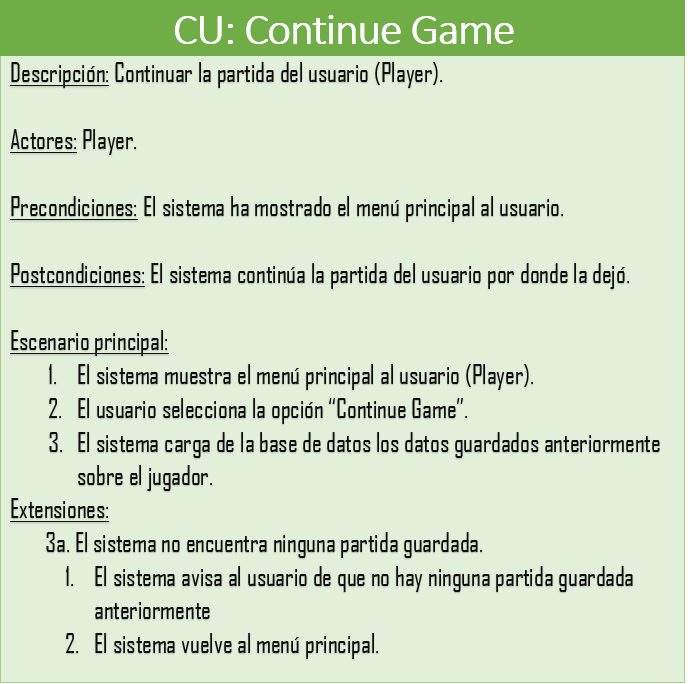 CU: Continue Game
Descripción: Continuar la partida del usuario (Player).
Actores: Player.
Precondiciones: El sistema ha mostrado el menú principal al usuario.
Postcondiciones: El sistema continúa la partida del usuario por donde la dejó.
Escenario principal:
1. El sistema muestra el menú principal al usuario (Player).
2. El usuario selecciona la opción “Continue Game”.
3. El sistema carga de la base de datos los datos guardados anteriormente
sobre el jugador.
Extensiones:
3a. El sistema no encuentra ninguna partida guardada.
1. El sistema avisa al usuario de que no hay ninguna partida guardada
anteriormente
2. El sistema vuelve al menú principal.